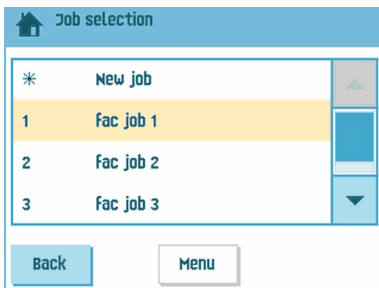 Job selection
* New job
1 fac job 1
2 fac job 2
3 fac job 3
Back Menu